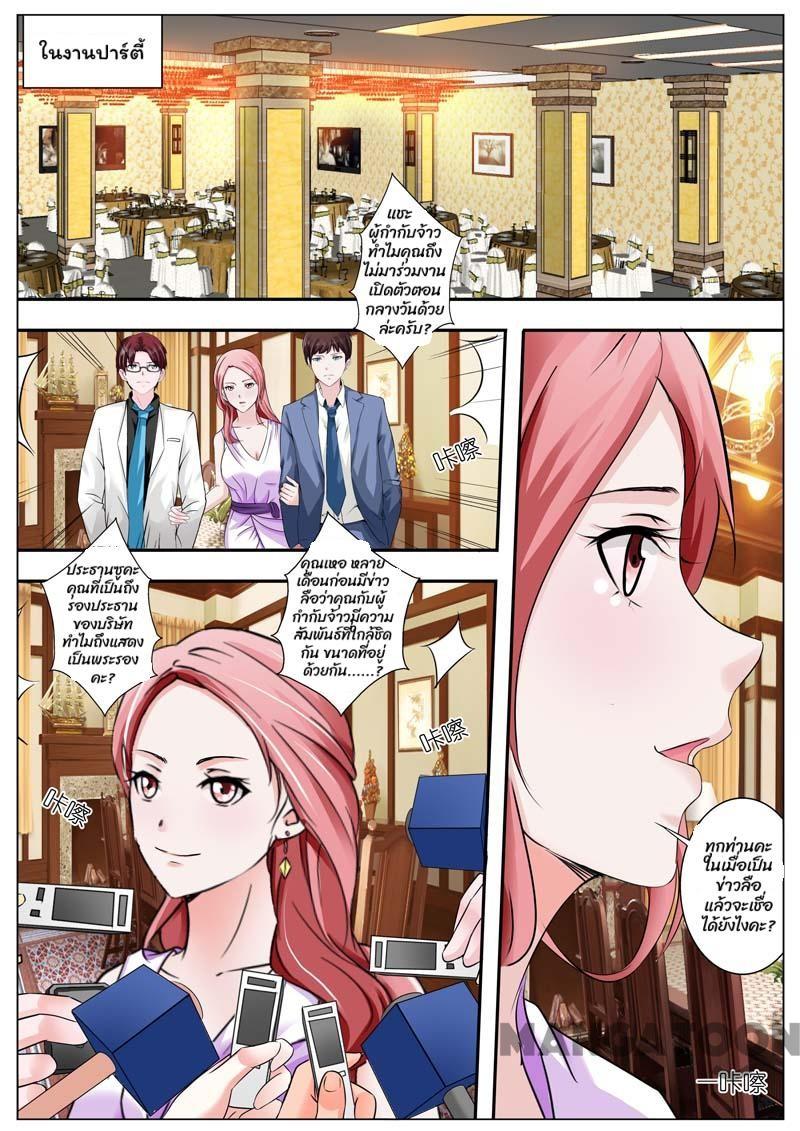 ในงานปาร์ตี้
แชะ
ผู้กำกับจ้าว
ทำไมคุณถึง
ไม่มาร่วมงาน
เปิดตัวตอน
กลางวันด้วย
ล่ะครับ?
咔嚓
ประธานซูคะ
คุณที่เป็นถึง
รองประธาน
ของบริษัท
ทำไมถึงแสดง
เป็นพระรอง
คะ?
คุณเหอ หลาย
เดือนก่อนมีข่าว
ลือว่าคุณกับผู้
กำกับจ้าวมีความ
สัมพันธ์ที่ใกล้ชิด
กัน ขนาดที่อยู่
ด้วยกัน......?
咔嚓
咔嚓
ทุกท่านคะ
ในเมื่อเป็น
ข่าวลือ
แล้วจะเชื่อ
ได้ยังไงคะ?
MANGATOON
一咔嚓